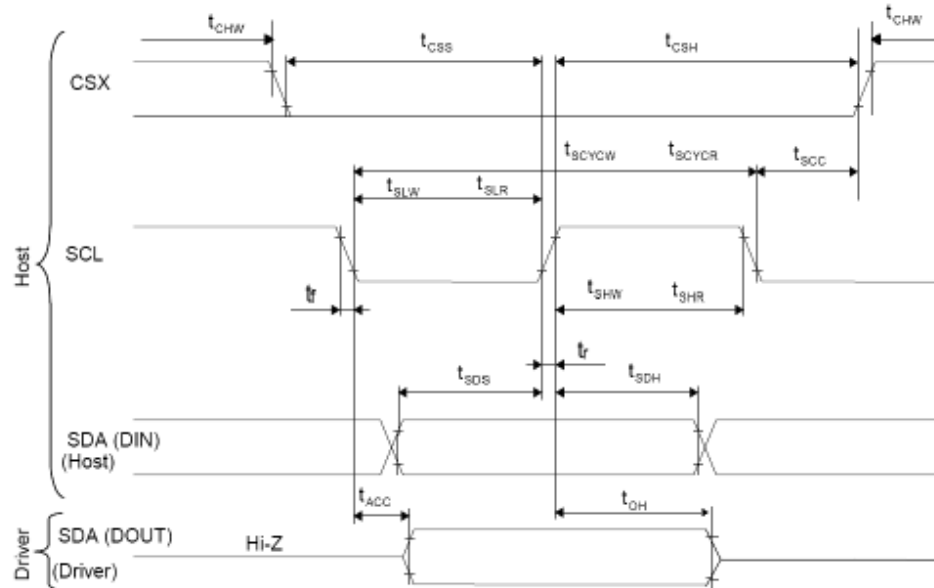 tCHW
tCHW
tCSS
tCSH
CSX
tSCYCW
tSCYCR
tSCC
tSLW
tSLR
Host
SCL
tf
tSHW
tSHR
tr
tSDS
tSDH
SDA (DIN)
(Host)
tACC
tOH
Driver
SDA (DOUT)
Hi-Z
(Driver)